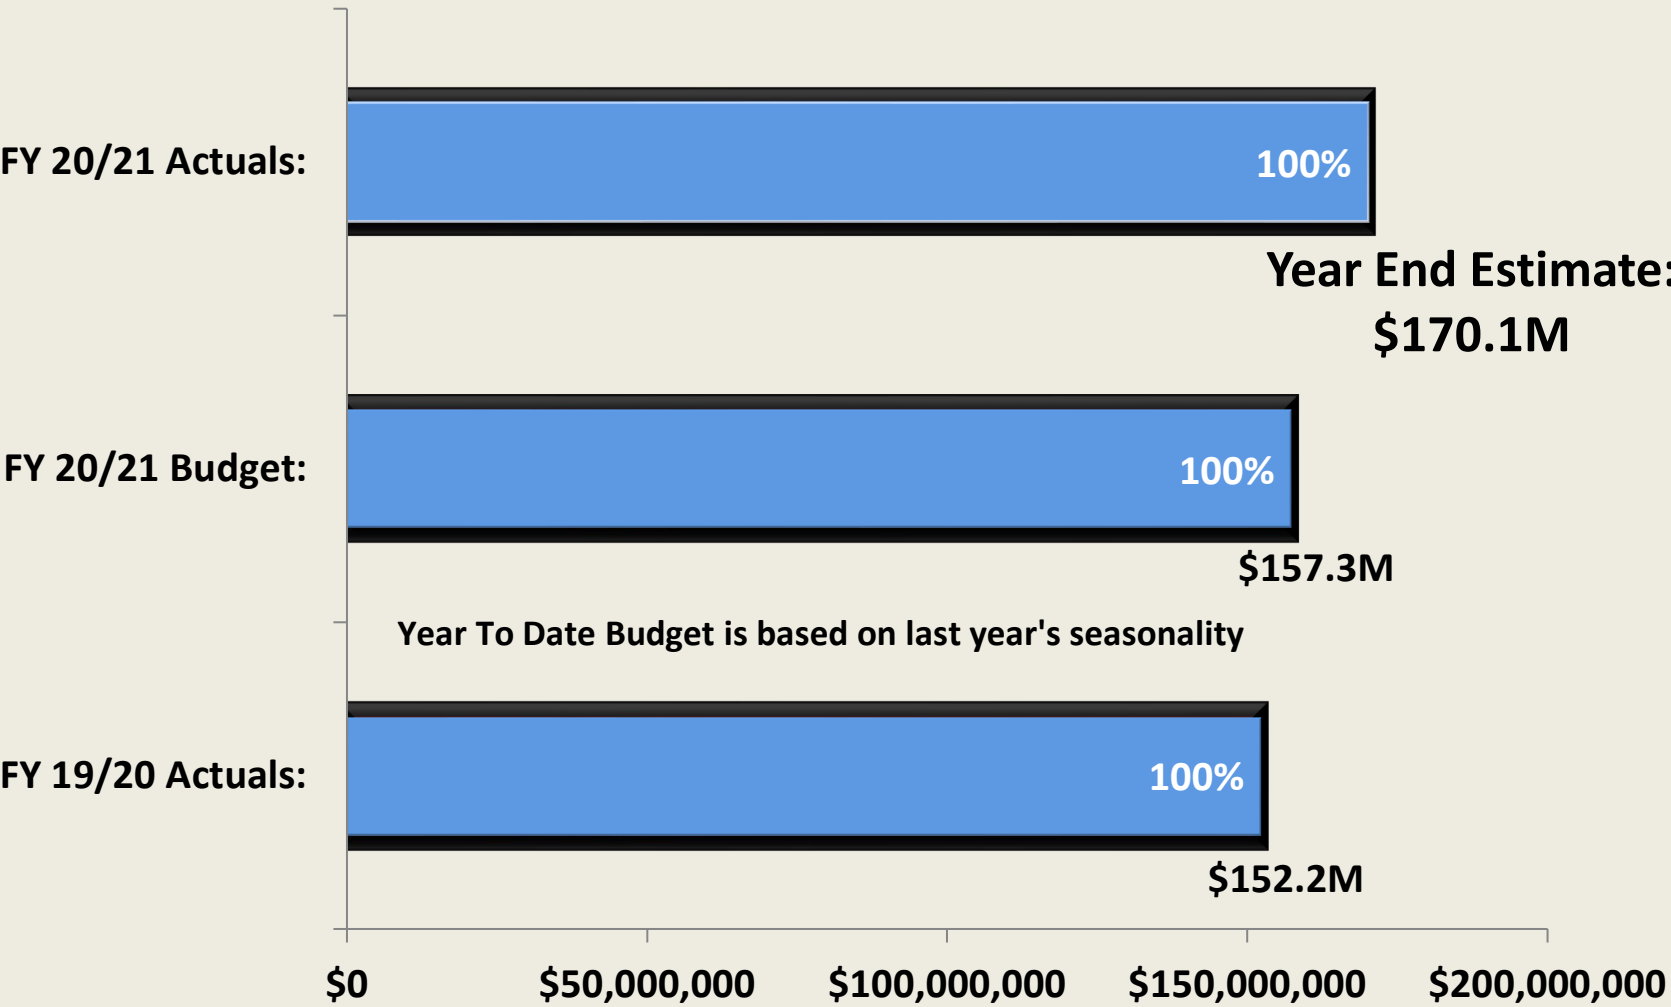 FY 20/21 Actuals:
100%
Year End Estimate:
$170.1M
FY 20/21 Budget:
100%
$157.3M
Year To Date Budget is based on last year's seasonality
FY 19/20 Actuals:
100%
$152.2M
$0 $50,000,000 $100,000,000 $150,000,000 $200,000,000